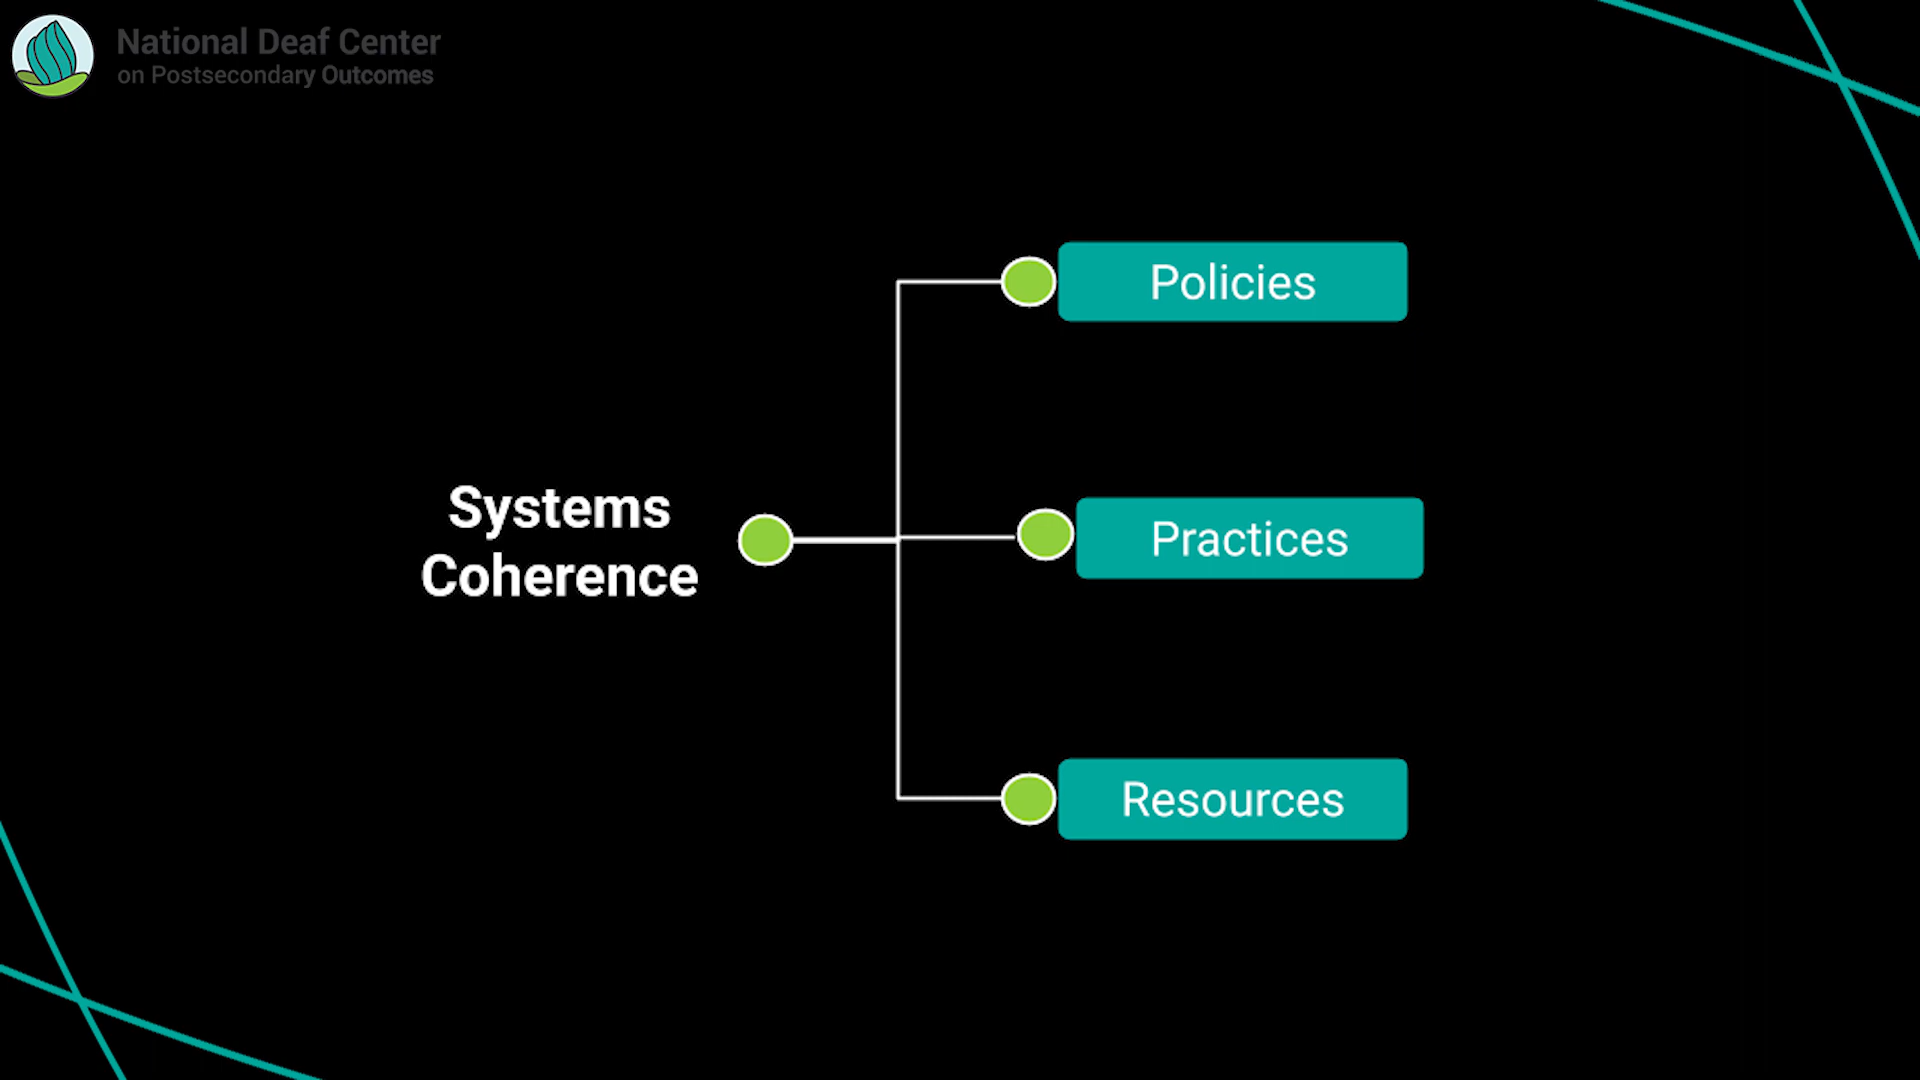 National Deaf Center
on Postsecondary Outcomes
Policies
Systems
Coherence
Practices
Resources